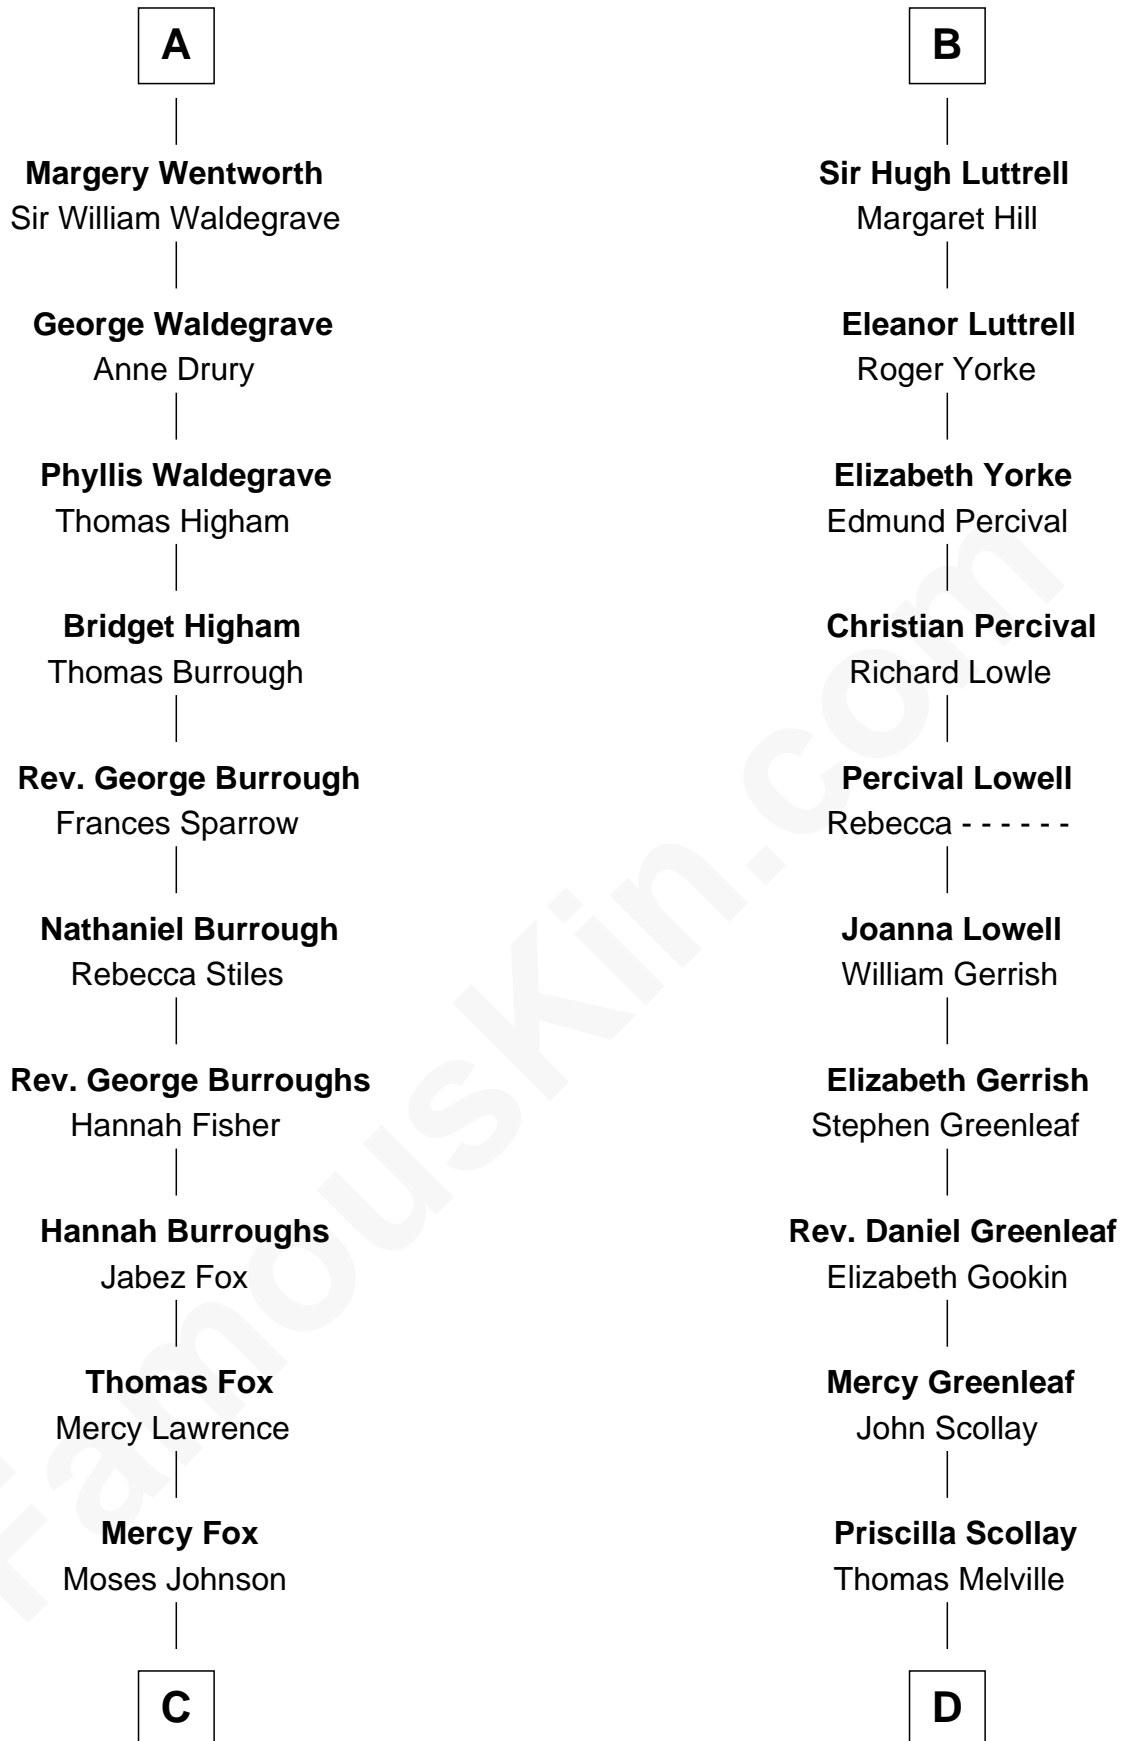 A
Margery Wentworth
Sir William Waldegrave
George Waldegrave
Anne Drury
Phyllis Waldegrave
Thomas Higham
Bridget Higham
Thomas Burrough
Rev. George Burrough
Frances Sparrow
Nathaniel Burrough
Rebecca Stiles
Rev. George Burroughs
Hannah Fisher
Hannah Burroughs
Jabez Fox
Thomas Fox
Mercy Lawrence
Mercy Fox
Moses Johnson
C
B
Sir Hugh Luttrell
Margaret Hill
Eleanor Luttrell
Roger Yorke
Elizabeth Yorke
Edmund Percival
Christian Percival
Richard Lowle
Percival Lowell
Rebecca - - - - - -
Joanna Lowell
William Gerrish
Elizabeth Gerrish
Stephen Greenleaf
Rev. Daniel Greenleaf
Elizabeth Gookin
Mercy Greenleaf
John Scollay
Priscilla Scollay
Thomas Melville
D
FamousKin.com